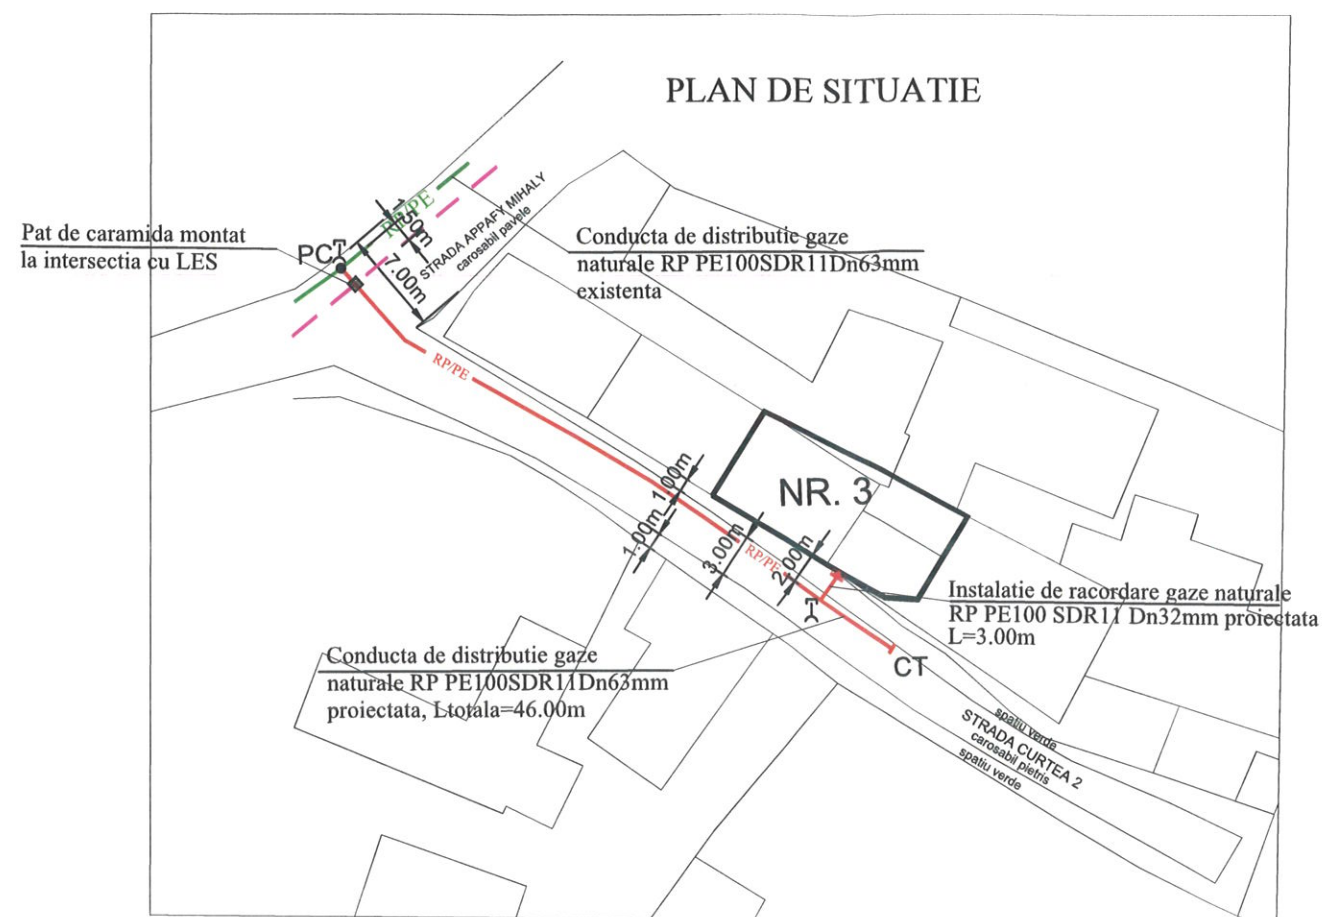 PLAN DE SITUATIE
RP/PE
1.50m
STRADA APPAFY MIHALY
carosabil pavele
Pat de caramida montat
la intersectia cu LES
PC
7.00m
Conducta de distributie gaze
naturale RP PE100SDR11Dn63mm
existenta
RP/PE
NR. 3
1.00m
1.00m
3.00m
RP/PE
2.00m
Instalatie de racordare gaze naturale
RP PE100 SDR11 Dn32mm proiectata
L=3.00m
CT
Conducta de distributie gaze
naturale RP PE100SDR11Dn63mm
proiectata, Ltotala=46.00m
spatiu verde
STRADA CURTEA 2
carosabil pietris
spatiu verde